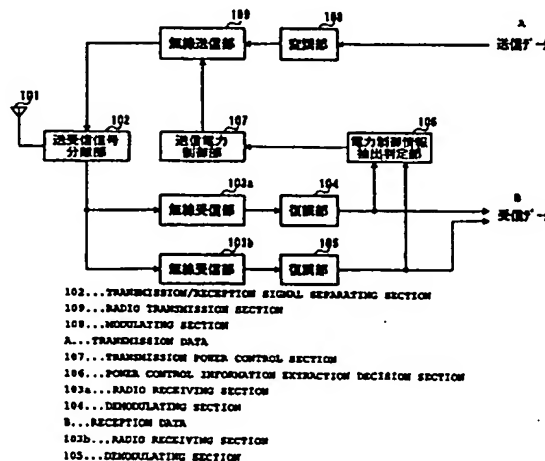 109
108
A
無線送信部
変調部
送信データ
101
102
107
106
送受信信号
分離部
送信電力
制御部
電力制御情報
抽出判定部
103a
104
B
無線受信部
復調部
受信データ
103b
105
無線受信部
復調部
102...TRANSMISSION/RECEPTION SIGNAL SEPARATING SECTION
109...RADIO TRANSMISSION SECTION
108...MODULATING SECTION
A...TRANSMISSION DATA
107...TRANSMISSION POWER CONTROL SECTION
106...POWER CONTROL INFORMATION EXTRACTION DECISION SECTION
103a...RADIO RECEIVING SECTION
104...DEMODULATING SECTION
B...RECEPTION DATA
103b...RADIO RECEIVING SECTION
105...DEMODULATING SECTION